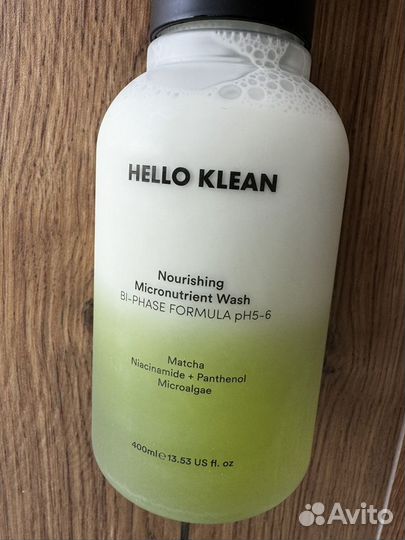 HELLO KLEAN
Nourishing
Micronutrient Wash
BI-PHASE FORMULA pH5-6
Matcha
Niacinamide + Panthenol
Microalgae
400ml ℮ 13.53 US fl. oz
Avito